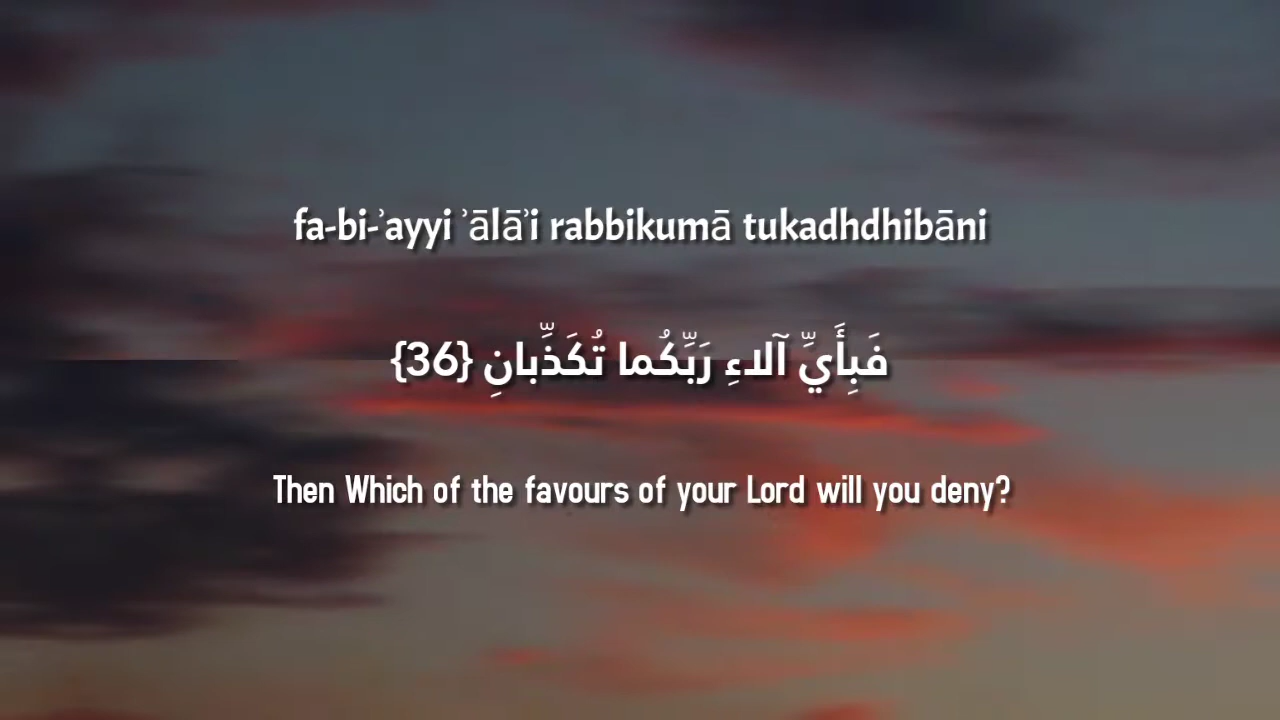 fa-bi-ʾayyi ʾālāʾi rabbikumā tukadhdhibāni
فَبِأَيِّ آلاءِ رَبِّكُما تُكَذِّبانِ {36}
Then Which of the favours of your Lord will you deny?